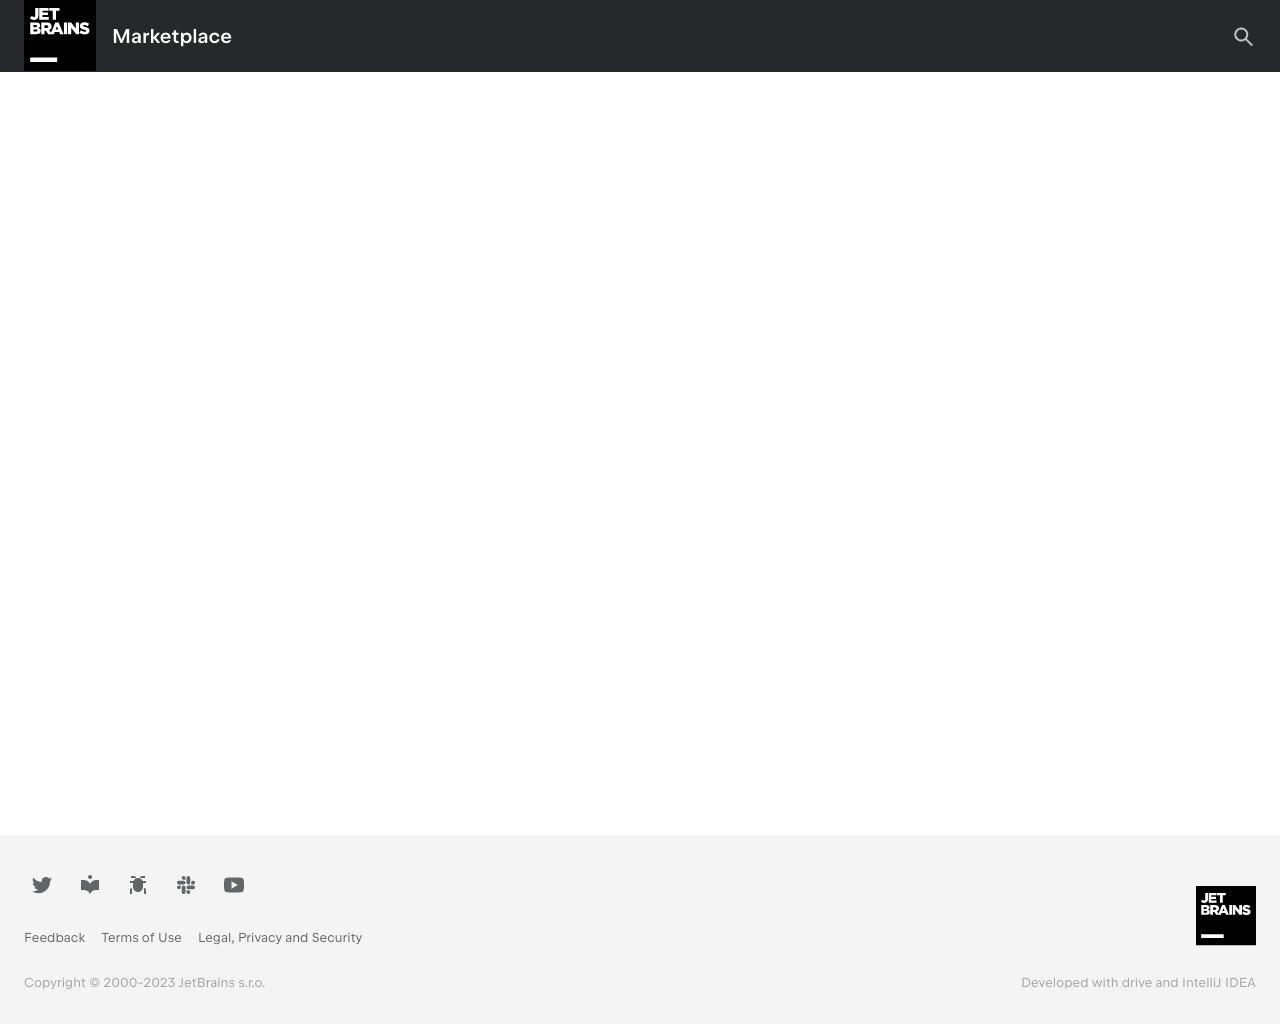 JET
BRAINS
Marketplace
Feedback Terms of Use Legal, Privacy and Security
JET
BRAINS
Copyright © 2000-2023 JetBrains s.r.o.
Developed with drive and IntelliJ IDEA